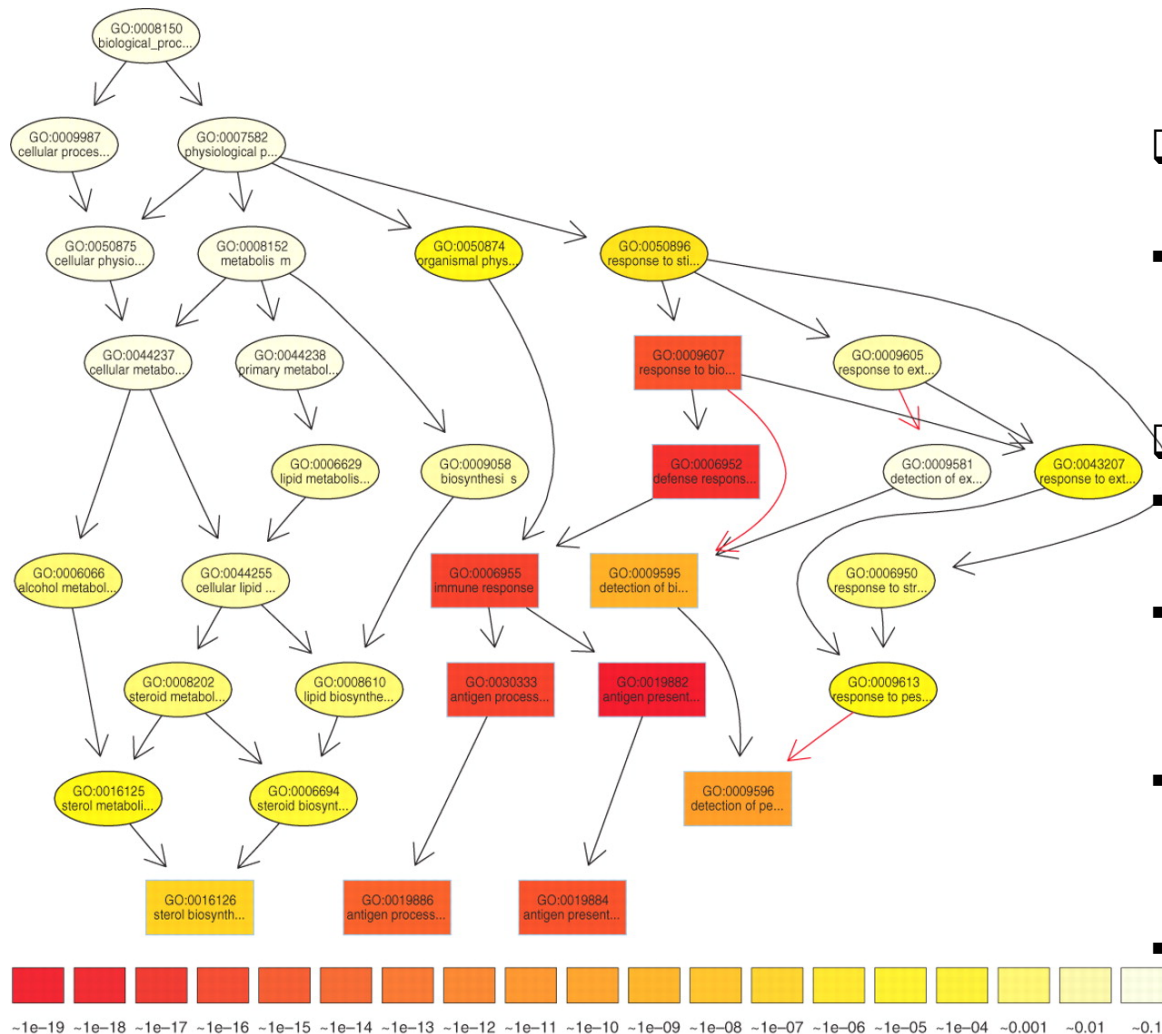 GO:0008150
biological_proc...
GO:0009987
cellular proces...
GO:0007582
physiological p...
GO:0050875
cellular physio...
GO:0008152
metabolis m
GO:0050874
organismal phys...
GO:0050896
response to sti...
GO:0044237
cellular metabo...
GO:0044238
primary metabol...
GO:0009607
response to bio...
GO:0009605
response to ext...
GO:0006629
lipid metabolis...
GO:0009058
biosynthesi s
GO:0006952
defense respons...
GO:0009581
detection of ex...
GO:0043207
response to ext...
GO:0006066
alcohol metabol...
GO:0044255
cellular lipid ...
GO:0006955
immune response
GO:0009595
detection of bi...
GO:0006950
response to str...
GO:0008202
steroid metabol...
GO:0008610
lipid biosynthe...
GO:0030333
antigen process...
GO:0019882
antigen present...
GO:0009613
response to pes...
GO:0016125
sterol metaboli...
GO:0006694
steroid biosynt...
GO:0009596
detection of pe...
GO:0016126
sterol biosynth...
GO:0019886
antigen process...
GO:0019884
antigen present...
~1e-19 ~1e-18 ~1e-17 ~1e-16 ~1e-15 ~1e-14 ~1e-13 ~1e-12 ~1e-11 ~1e-10 ~1e-09 ~1e-08 ~1e-07 ~1e-06 ~1e-05 ~1e-04 ~0.001 ~0.01 ~0.1